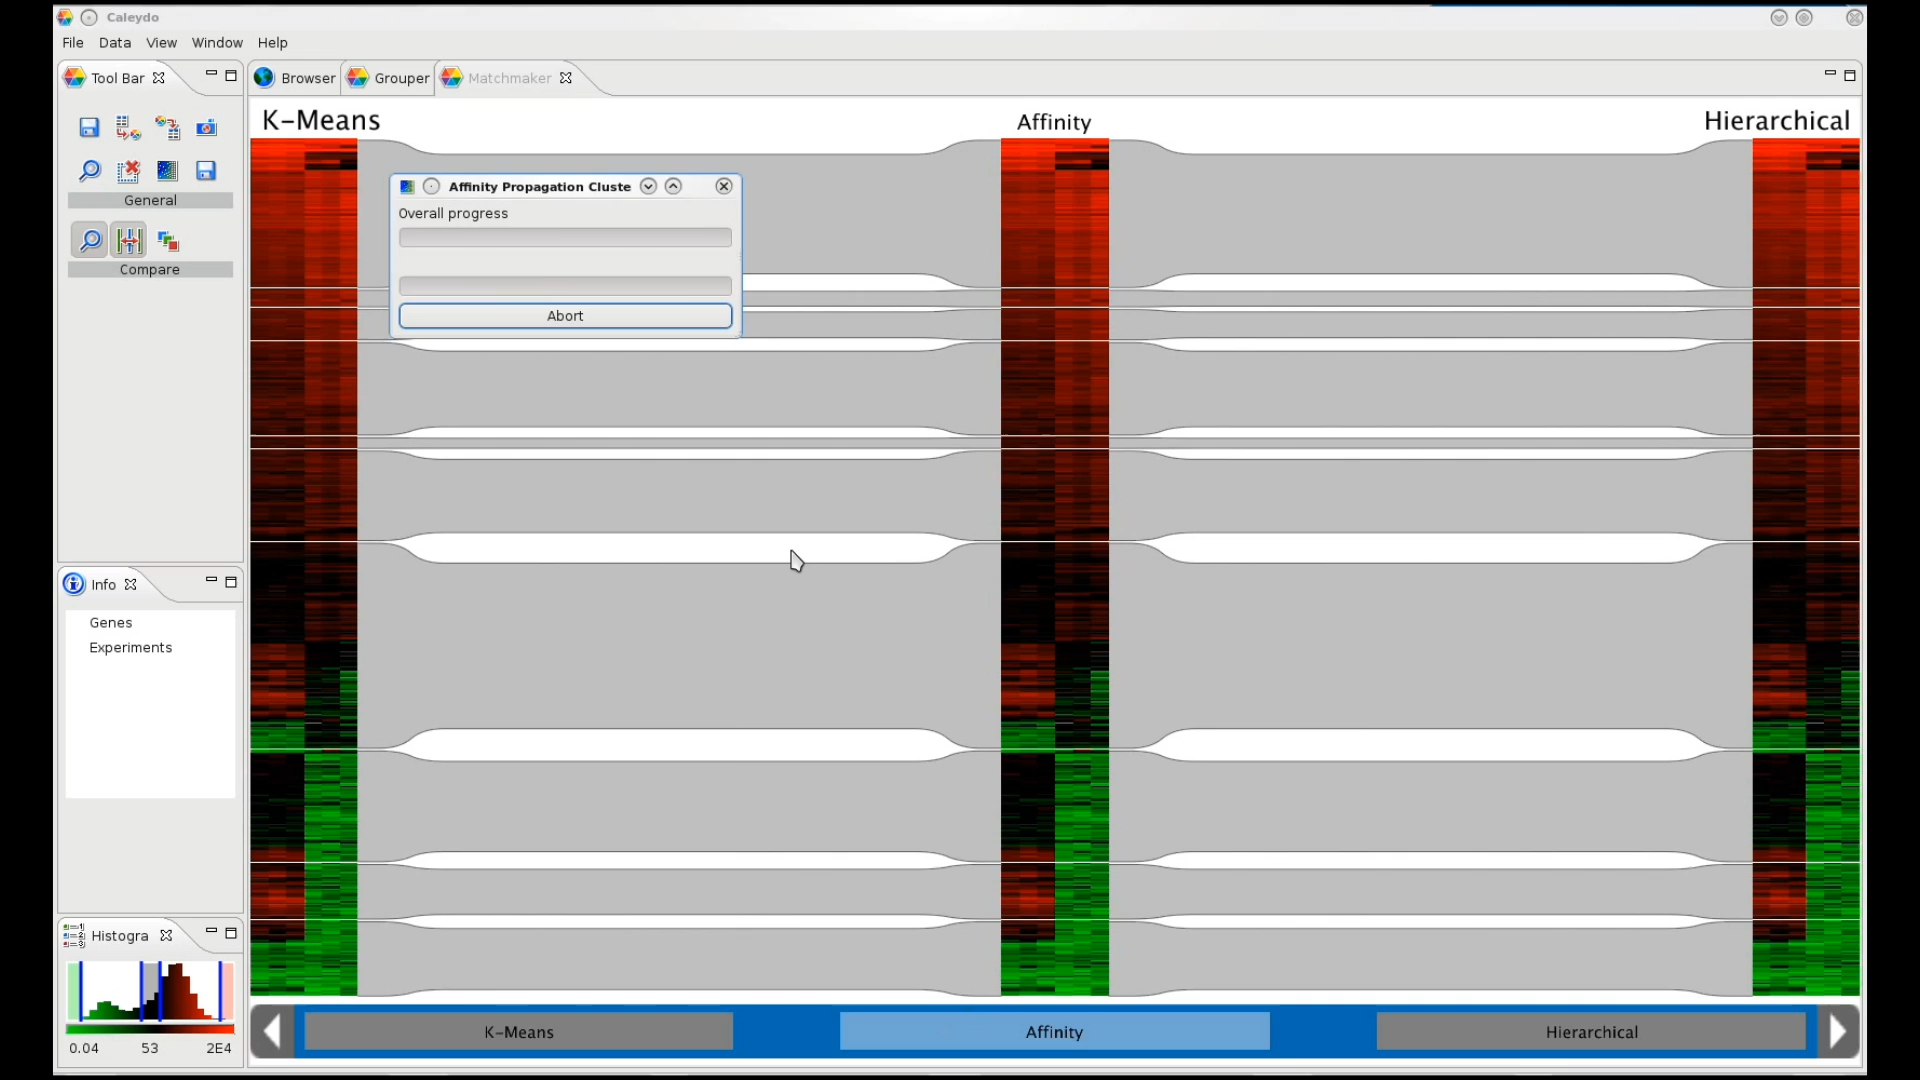 Caleydo
File Data View Window Help
Tool Bar
Browser Grouper Matchmaker
K-Means Affinity Hierarchical
Affinity Propagation Cluste
Overall progress
Abort
General
Compare
Info
Genes
Experiments
Histogra
0.04 53 2E4
K-Means Affinity Hierarchical